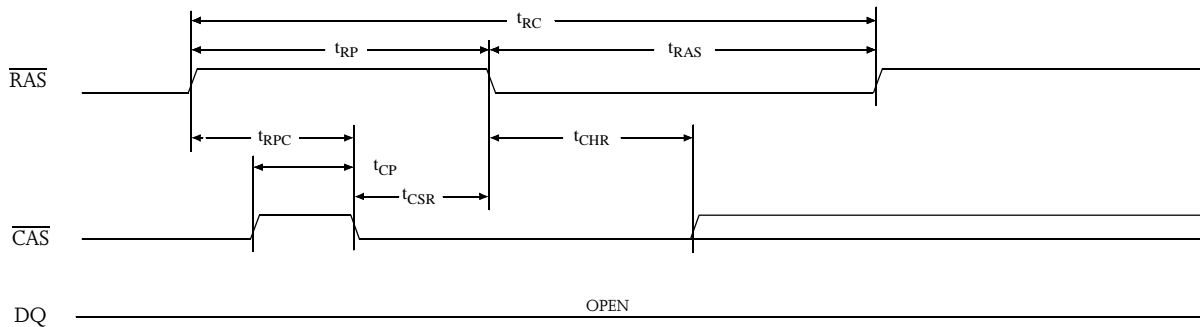 tRC
tRP
tRAS
RAS
tRPC
tCHR
tCP
tCSR
CAS
OPEN
DQ